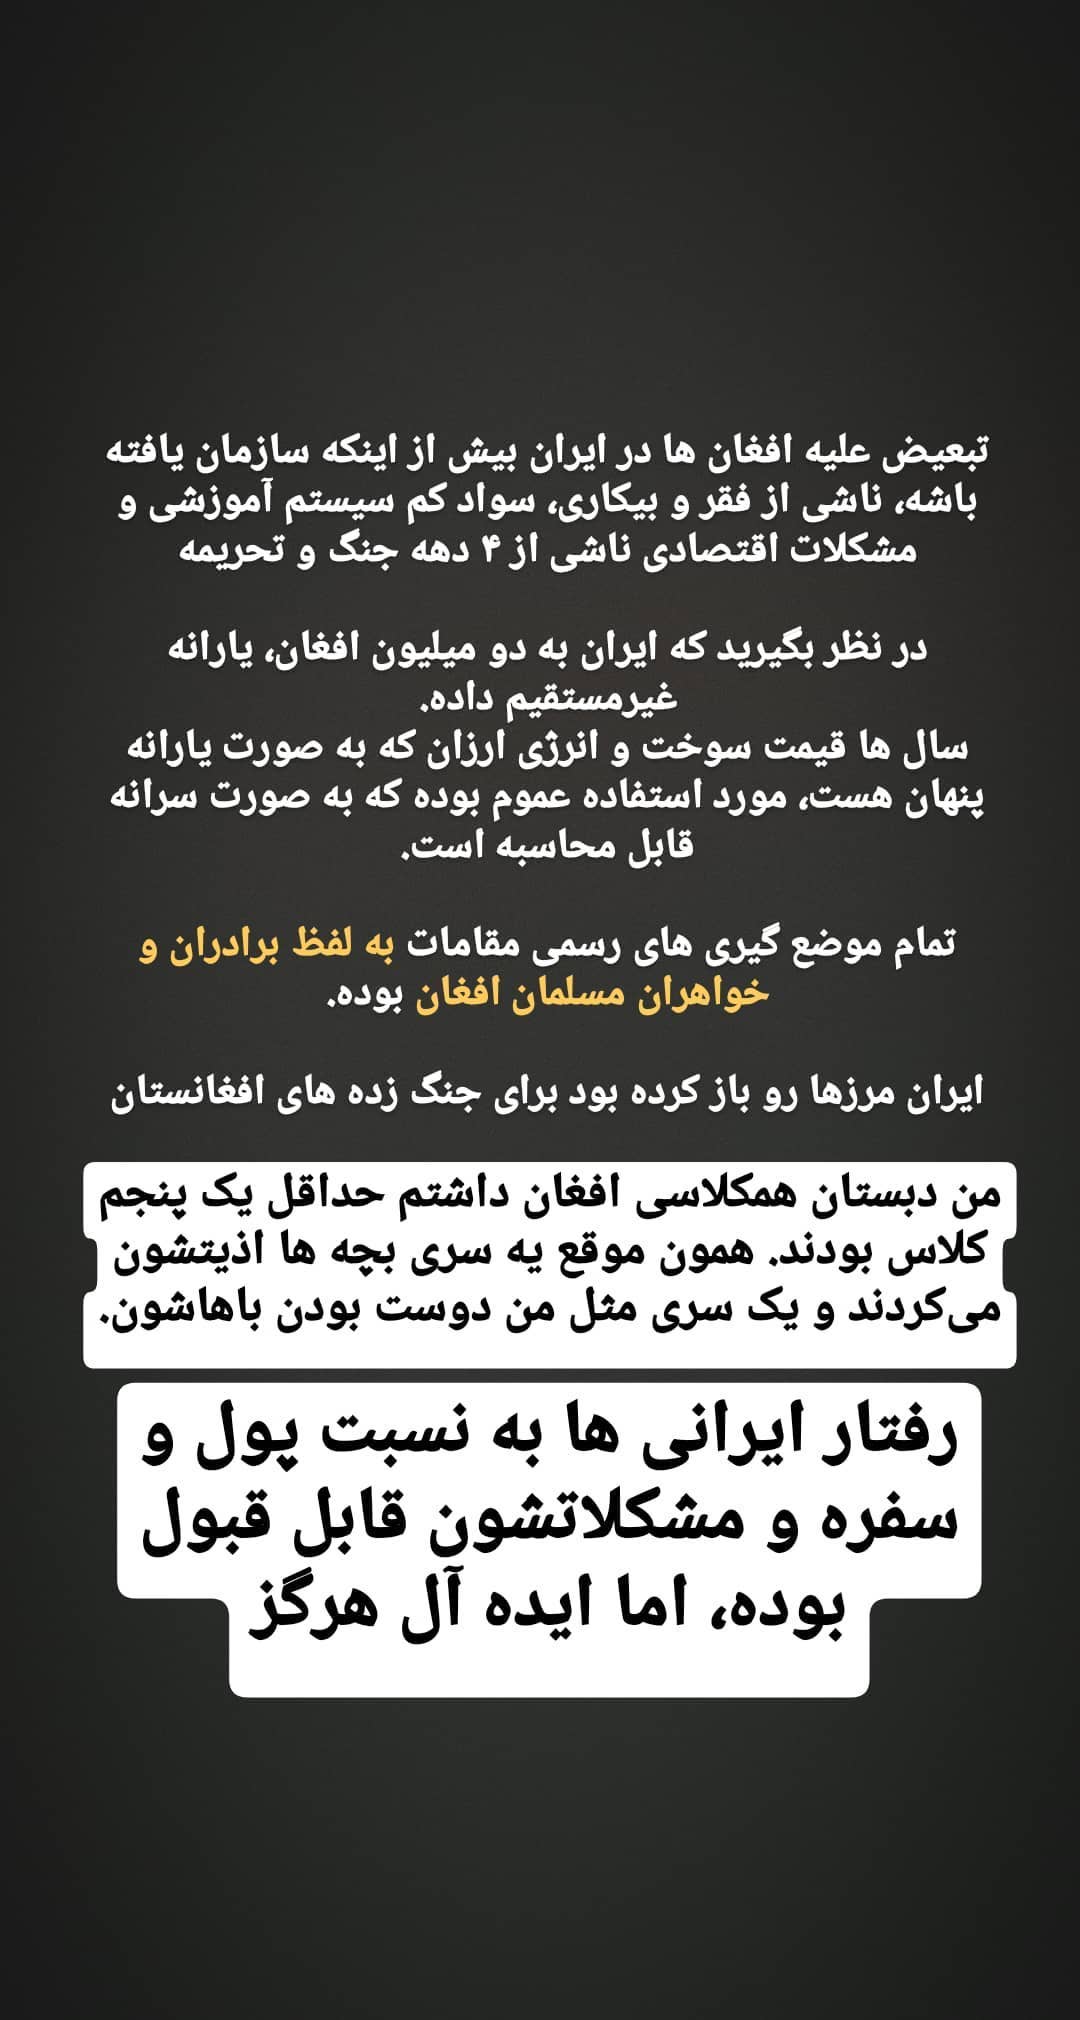 تبعیض علیه افغان ها در ایران بیش از اینکه سازمان یافته
باشه، ناشی از فقر و بیکاری، سواد کم سیستم آموزشی و
مشکلات اقتصادی ناشی از ۴ دهه جنگ و تحریمه
در نظر بگیرید که ایران به دو میلیون افغان، یارانه
غیرمستقیم داده.
سال ها قیمت سوخت و انرژی ارزان که به صورت یارانه
پنهان هست، مورد استفاده عموم بوده که به صورت سرانه
قابل محاسبه است.
تمام موضع گیری های رسمی مقامات به لفظ برادران و
خواهران مسلمان افغان بوده.
ایران مرزها رو باز کرده بود برای جنگ زده های افغانستان
من دبستان همکلاسی افغان داشتم حداقل یک پنجم
کلاس بودند. همون موقع یه سری بچه ها اذیتشون
می‌کردند و یک سری مثل من دوست بودن باهاشون.
رفتار ایرانی ها به نسبت پول و
سفره و مشکلاتشون قابل قبول
بوده، اما ایده آل هرگز